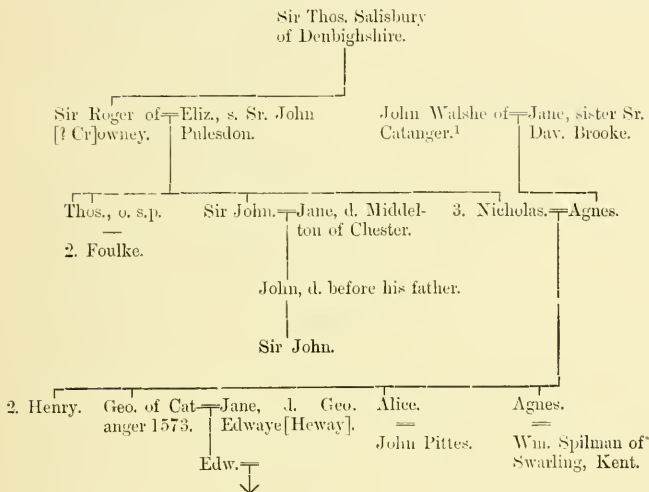 Sir Thos. Salisbury
of Denbighshire.
Sir Roger of Eliz., s. Sr. John
[? Cr]owney. Pulesdon.
John Walshe of Jane, sister Sr.
Catanger.¹ Dav. Brooke.
Thos., o. s.p.
2. Foulke.
Sir John. Jane, d. Middel-
ton of Chester.
3. Nicholas. Agnes.
John, d. before his father.
Sir John.
2. Henry.
Geo. of Cat- Jane, d. Geo.
anger 1573. Edwaye [Heway].
Alice.
John Pittes.
Agnes.
Wm. Spilman of
Swarling, Kent.
Edw.